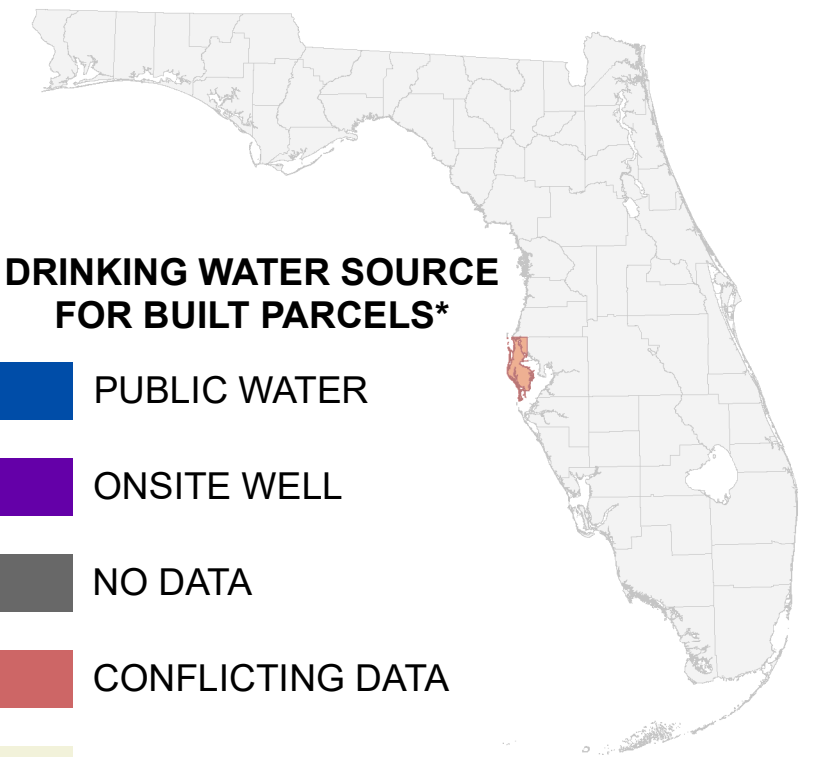 DRINKING WATER SOURCE
FOR BUILT PARCELS*
PUBLIC WATER
ONSITE WELL
NO DATA
CONFLICTING DATA